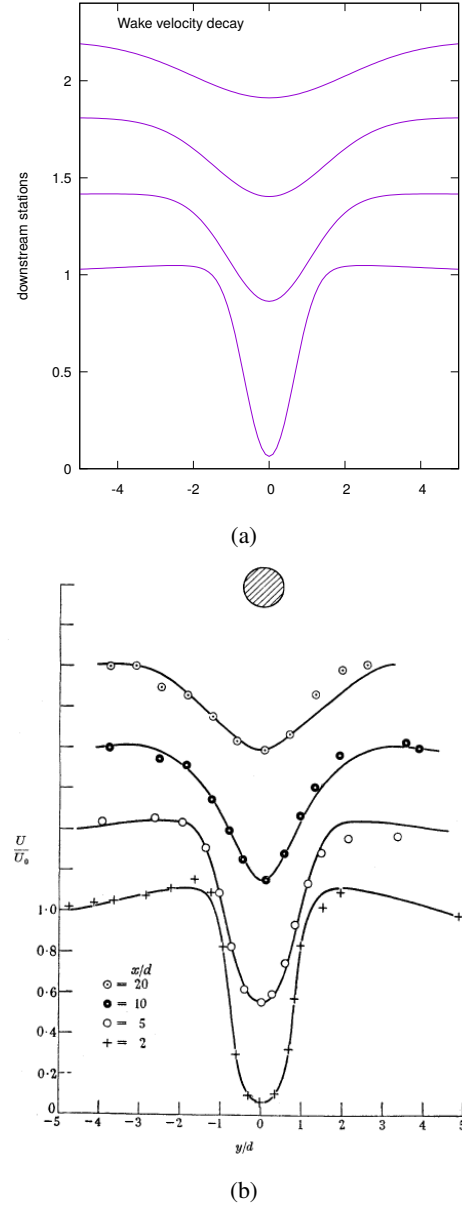 Wake velocity decay
2
1.5
1
0.5
0
downstream stations
-4 -2 0 2 4
(a)
U
U₀
1·0
0·8
0·6
0·4
0·2
0
x/d
= 20
= 10
= 5
+ = 2
−5 −4 −3 −2 −1 0 1 2 3 4 5
y/d
(b)